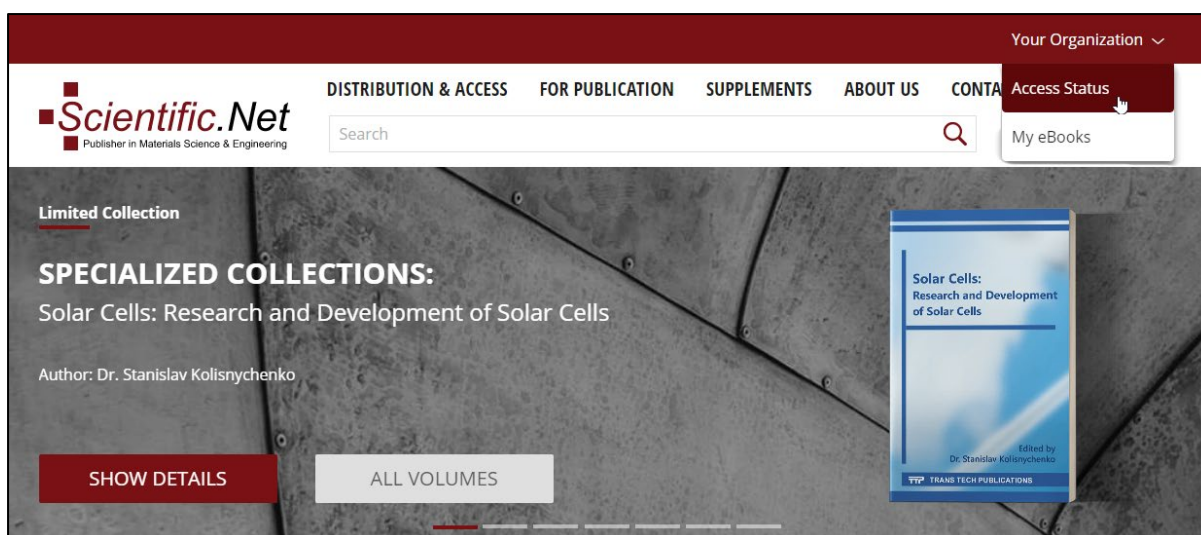 Your Organization
DISTRIBUTION & ACCESS FOR PUBLICATION SUPPLEMENTS ABOUT US CONTA
Access Status
My eBooks
Scientific.Net
Publisher in Materials Science & Engineering
Search
Limited Collection
SPECIALIZED COLLECTIONS:
Solar Cells: Research and Development of Solar Cells
Author: Dr. Stanislav Kolisnychenko
SHOW DETAILS
ALL VOLUMES
Solar Cells:
Research and Development
of Solar Cells
Edited by
Dr. Stanislav Kolisnychenko
TTP TRANS TECH PUBLICATIONS